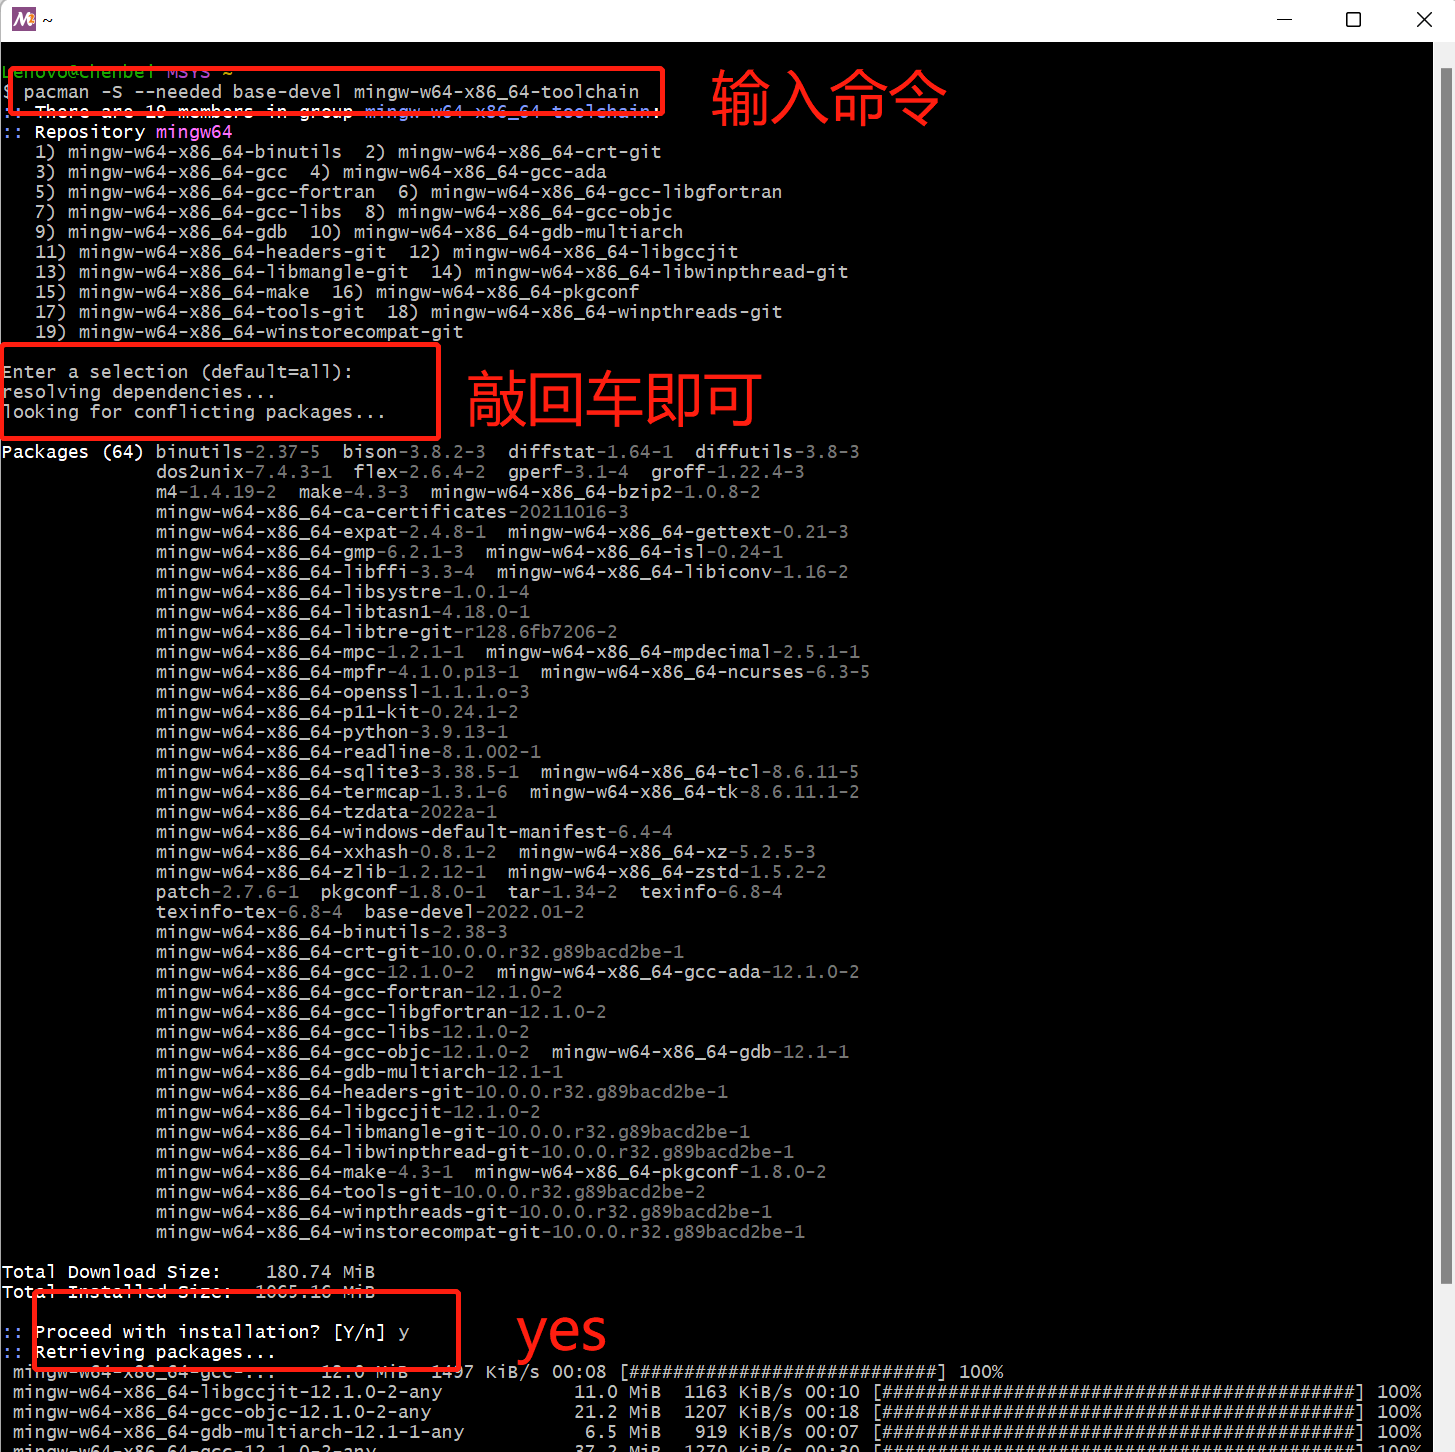 ~
Lenovo@chenbei MSYS ~
$ pacman -S --needed base-devel mingw-w64-x86_64-toolchain
输入命令
:: There are 19 members in group mingw-w64-x86_64-toolchain:
:: Repository mingw64
1) mingw-w64-x86_64-binutils 2) mingw-w64-x86_64-crt-git
3) mingw-w64-x86_64-gcc 4) mingw-w64-x86_64-gcc-ada
5) mingw-w64-x86_64-gcc-fortran 6) mingw-w64-x86_64-gcc-libgfortran
7) mingw-w64-x86_64-gcc-libs 8) mingw-w64-x86_64-gcc-objc
9) mingw-w64-x86_64-gdb 10) mingw-w64-x86_64-gdb-multiarch
11) mingw-w64-x86_64-headers-git 12) mingw-w64-x86_64-libgccjit
13) mingw-w64-x86_64-libmangle-git 14) mingw-w64-x86_64-libwinpthread-git
15) mingw-w64-x86_64-make 16) mingw-w64-x86_64-pkgconf
17) mingw-w64-x86_64-tools-git 18) mingw-w64-x86_64-winpthreads-git
19) mingw-w64-x86_64-winstorecompat-git
Enter a selection (default=all):
resolving dependencies...
looking for conflicting packages...
敲回车即可
Packages (64) binutils-2.37-5 bison-3.8.2-3 diffstat-1.64-1 diffutils-3.8-3
dos2unix-7.4.3-1 flex-2.6.4-2 gperf-3.1-4 groff-1.22.4-3
m4-1.4.19-2 make-4.3-3 mingw-w64-x86_64-bzip2-1.0.8-2
mingw-w64-x86_64-ca-certificates-20211016-3
mingw-w64-x86_64-expat-2.4.8-1 mingw-w64-x86_64-gettext-0.21-3
mingw-w64-x86_64-gmp-6.2.1-3 mingw-w64-x86_64-isl-0.24-1
mingw-w64-x86_64-libffi-3.3-4 mingw-w64-x86_64-libiconv-1.16-2
mingw-w64-x86_64-libsystre-1.0.1-4
mingw-w64-x86_64-libtasn1-4.18.0-1
mingw-w64-x86_64-libtre-git-r128.6fb7206-2
mingw-w64-x86_64-mpc-1.2.1-1 mingw-w64-x86_64-mpdecimal-2.5.1-1
mingw-w64-x86_64-mpfr-4.1.0.p13-1 mingw-w64-x86_64-ncurses-6.3-5
mingw-w64-x86_64-openssl-1.1.1.o-3
mingw-w64-x86_64-p11-kit-0.24.1-2
mingw-w64-x86_64-python-3.9.13-1
mingw-w64-x86_64-readline-8.1.002-1
mingw-w64-x86_64-sqlite3-3.38.5-1 mingw-w64-x86_64-tcl-8.6.11-5
mingw-w64-x86_64-termcap-1.3.1-6 mingw-w64-x86_64-tk-8.6.11.1-2
mingw-w64-x86_64-tzdata-2022a-1
mingw-w64-x86_64-windows-default-manifest-6.4-4
mingw-w64-x86_64-xxhash-0.8.1-2 mingw-w64-x86_64-xz-5.2.5-3
mingw-w64-x86_64-zlib-1.2.12-1 mingw-w64-x86_64-zstd-1.5.2-2
patch-2.7.6-1 pkgconf-1.8.0-1 tar-1.34-2 texinfo-6.8-4
texinfo-tex-6.8-4 base-devel-2022.01-2
mingw-w64-x86_64-binutils-2.38-3
mingw-w64-x86_64-crt-git-10.0.0.r32.g89bacd2be-1
mingw-w64-x86_64-gcc-12.1.0-2 mingw-w64-x86_64-gcc-ada-12.1.0-2
mingw-w64-x86_64-gcc-fortran-12.1.0-2
mingw-w64-x86_64-gcc-libgfortran-12.1.0-2
mingw-w64-x86_64-gcc-libs-12.1.0-2
mingw-w64-x86_64-gcc-objc-12.1.0-2 mingw-w64-x86_64-gdb-12.1-1
mingw-w64-x86_64-gdb-multiarch-12.1-1
mingw-w64-x86_64-headers-git-10.0.0.r32.g89bacd2be-1
mingw-w64-x86_64-libgccjit-12.1.0-2
mingw-w64-x86_64-libmangle-git-10.0.0.r32.g89bacd2be-1
mingw-w64-x86_64-libwinpthread-git-10.0.0.r32.g89bacd2be-1
mingw-w64-x86_64-make-4.3-1 mingw-w64-x86_64-pkgconf-1.8.0-2
mingw-w64-x86_64-tools-git-10.0.0.r32.g89bacd2be-2
mingw-w64-x86_64-winpthreads-git-10.0.0.r32.g89bacd2be-1
mingw-w64-x86_64-winstorecompat-git-10.0.0.r32.g89bacd2be-1
Total Download Size: 180.74 MiB
Total Installed Size: 1065.16 MiB
:: Proceed with installation? [Y/n] y
yes
:: Retrieving packages...
mingw-w64-x86_64-gcc-... 12.0 MiB 1497 KiB/s 00:08 [############################] 100%
mingw-w64-x86_64-libgccjit-12.1.0-2-any 11.0 MiB 1163 KiB/s 00:10 [###########################################] 100%
mingw-w64-x86_64-gcc-objc-12.1.0-2-any 21.2 MiB 1207 KiB/s 00:18 [###########################################] 100%
mingw-w64-x86_64-gdb-multiarch-12.1-1-any 6.5 MiB 919 KiB/s 00:07 [###########################################] 100%
mingw-w64-x86_64-gcc-12.1.0-2-any 37.2 MiB 1270 KiB/s 00:30 [###########################################] 100%